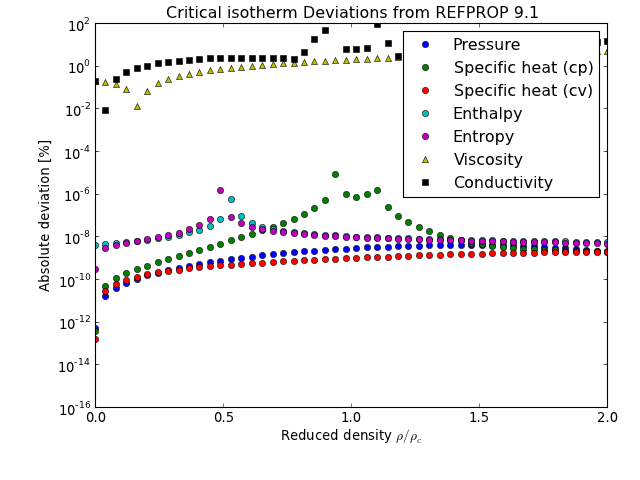 Critical isotherm Deviations from REFPROP 9.1
Absolute deviation [%]
10^2
10^0
10^-2
10^-4
10^-6
10^-8
10^-10
10^-12
10^-14
10^-16
Pressure
Specific heat (cp)
Specific heat (cv)
Enthalpy
Entropy
Viscosity
Conductivity
0.0 0.5 1.0 1.5 2.0
Reduced density ρ/ρ_c